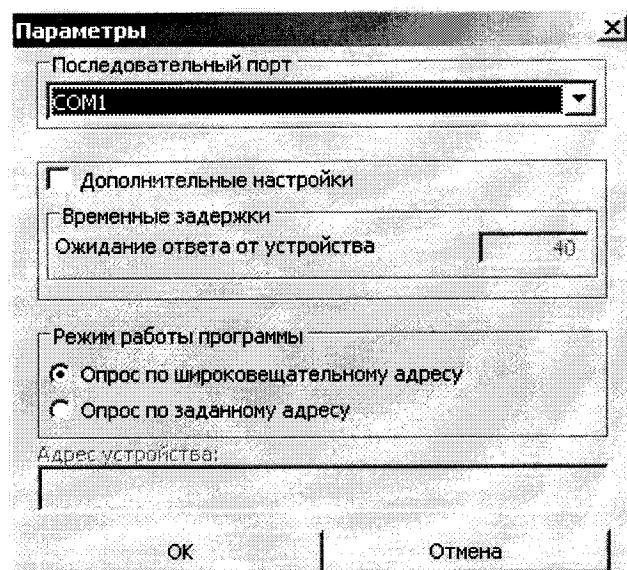 Параметры
Последовательный порт
COM1
Дополнительные настройки
Временные задержки
Ожидание ответа от устройства 40
Режим работы программы
Опрос по широковещательному адресу
Опрос по заданному адресу
Адрес устройства:
OK Отмена